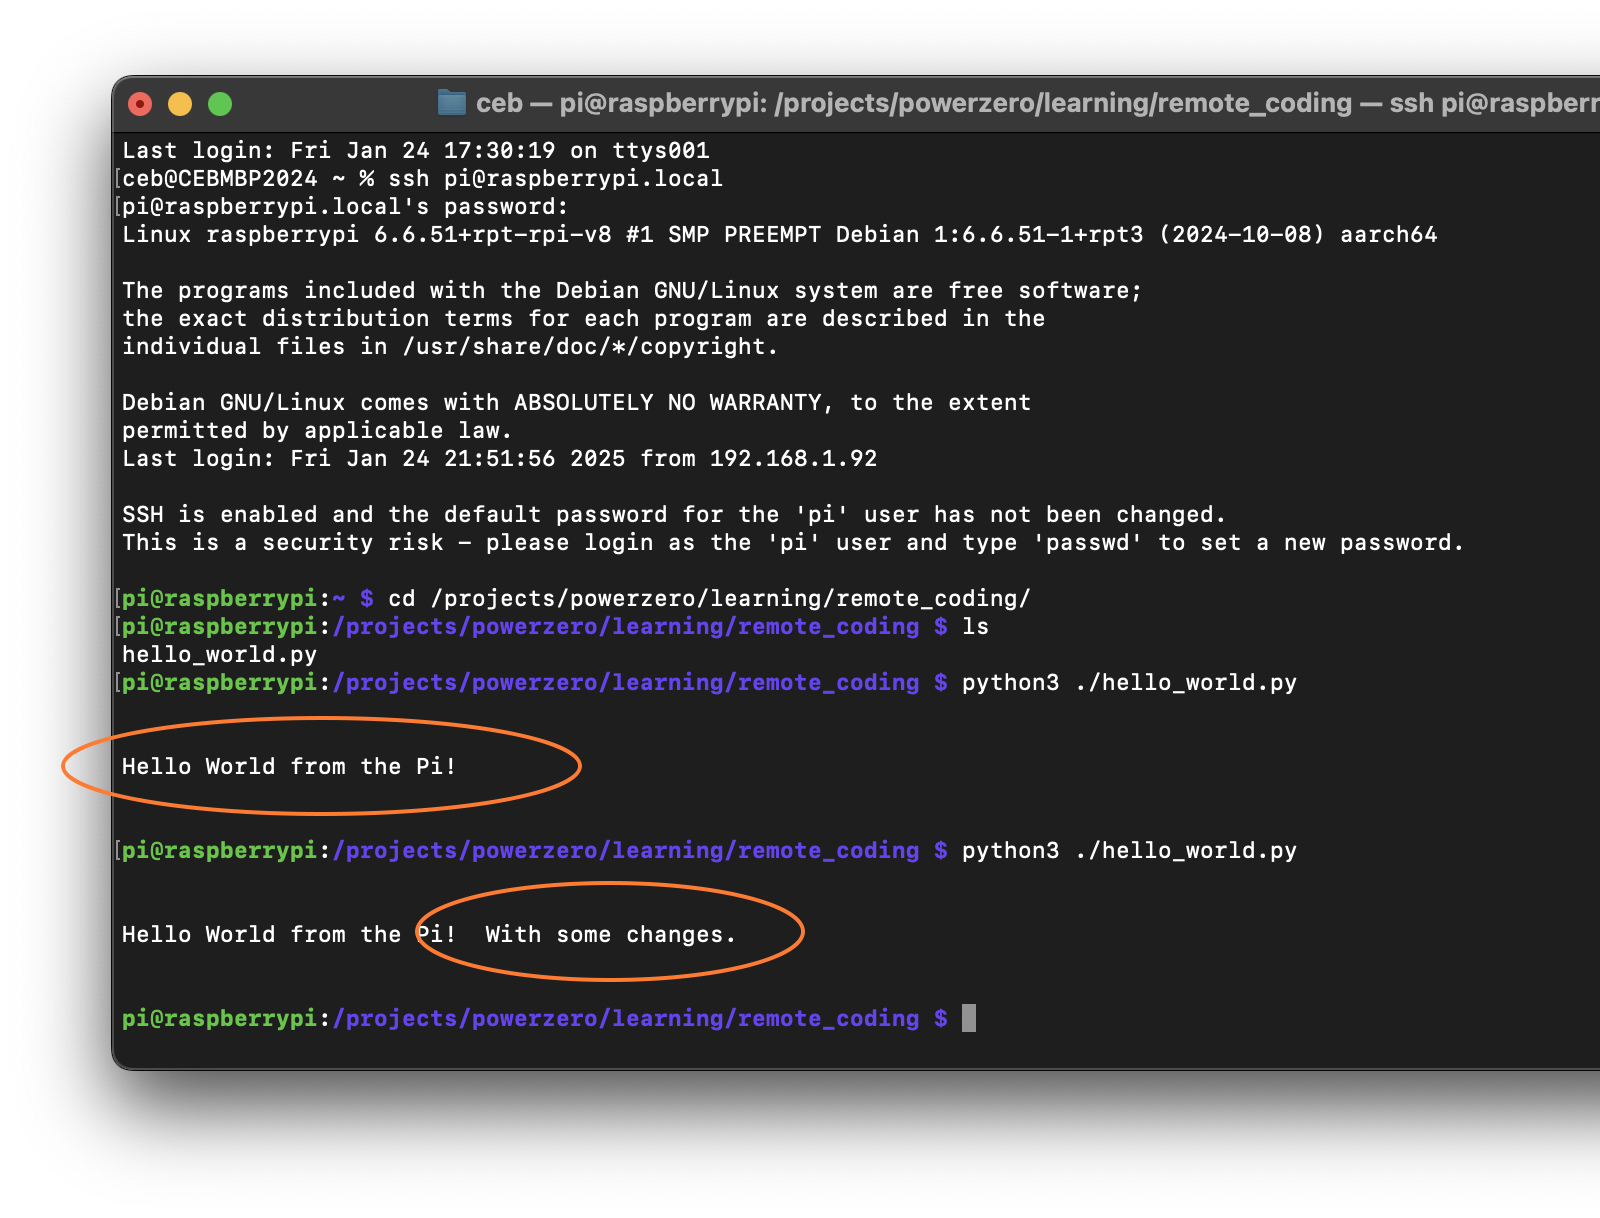 ceb — pi@raspberrypi: /projects/powerzero/learning/remote_coding — ssh pi@raspberr
Last login: Fri Jan 24 17:30:19 on ttys001
[ceb@CEBMBP2024 ~ % ssh pi@raspberrypi.local
[pi@raspberrypi.local's password:
Linux raspberrypi 6.6.51+rpt-rpi-v8 #1 SMP PREEMPT Debian 1:6.6.51-1+rpt3 (2024-10-08) aarch64
The programs included with the Debian GNU/Linux system are free software;
the exact distribution terms for each program are described in the
individual files in /usr/share/doc/*/copyright.
Debian GNU/Linux comes with ABSOLUTELY NO WARRANTY, to the extent
permitted by applicable law.
Last login: Fri Jan 24 21:51:56 2025 from 192.168.1.92
SSH is enabled and the default password for the 'pi' user has not been changed.
This is a security risk - please login as the 'pi' user and type 'passwd' to set a new password.
[pi@raspberrypi:~ $ cd /projects/powerzero/learning/remote_coding/
[pi@raspberrypi:/projects/powerzero/learning/remote_coding $ ls
hello_world.py
[pi@raspberrypi:/projects/powerzero/learning/remote_coding $ python3 ./hello_world.py
Hello World from the Pi!
[pi@raspberrypi:/projects/powerzero/learning/remote_coding $ python3 ./hello_world.py
Hello World from the Pi!  With some changes.
pi@raspberrypi:/projects/powerzero/learning/remote_coding $